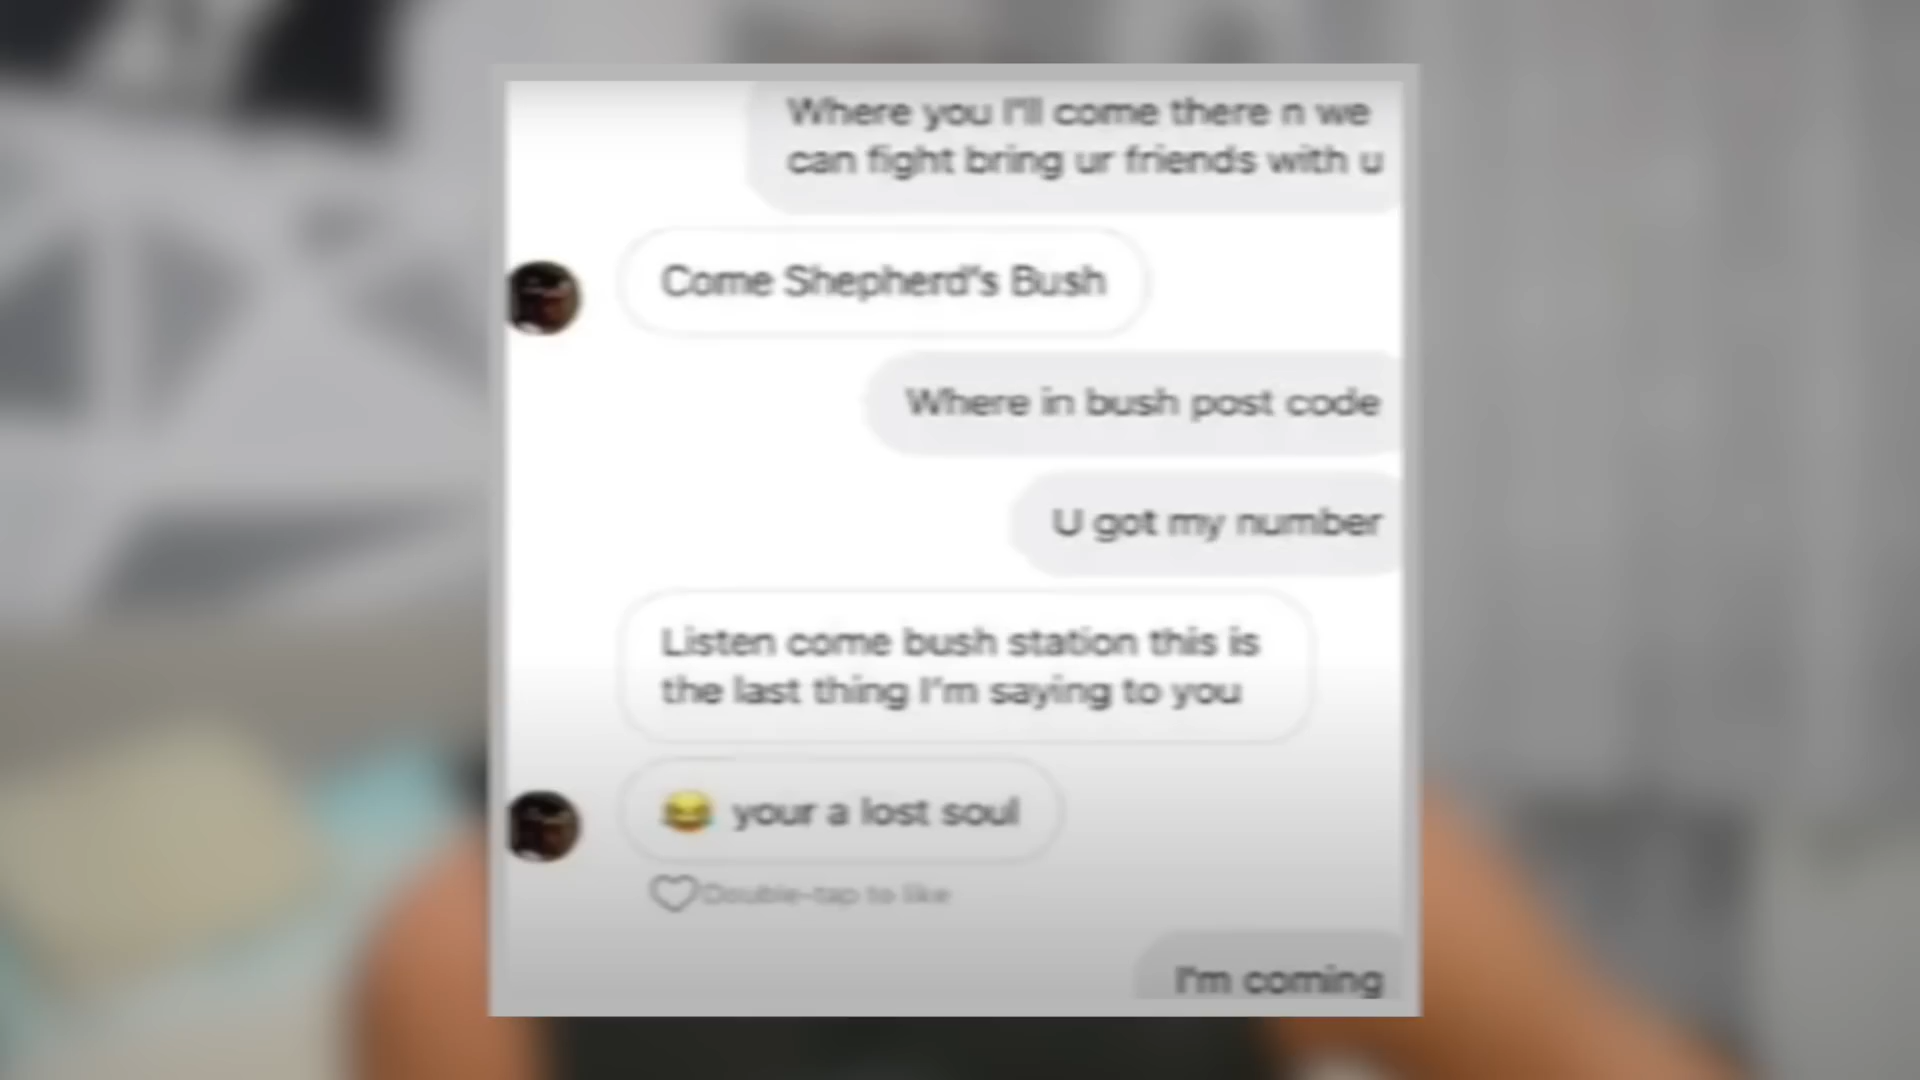 Where you I'll come there n we
can fight bring ur friends with u
Come Shepherd's Bush
Where in bush post code
U got my number
Listen come bush station this is
the last thing I'm saying to you
😂 your a lost soul
Double-tap to like
I'm coming